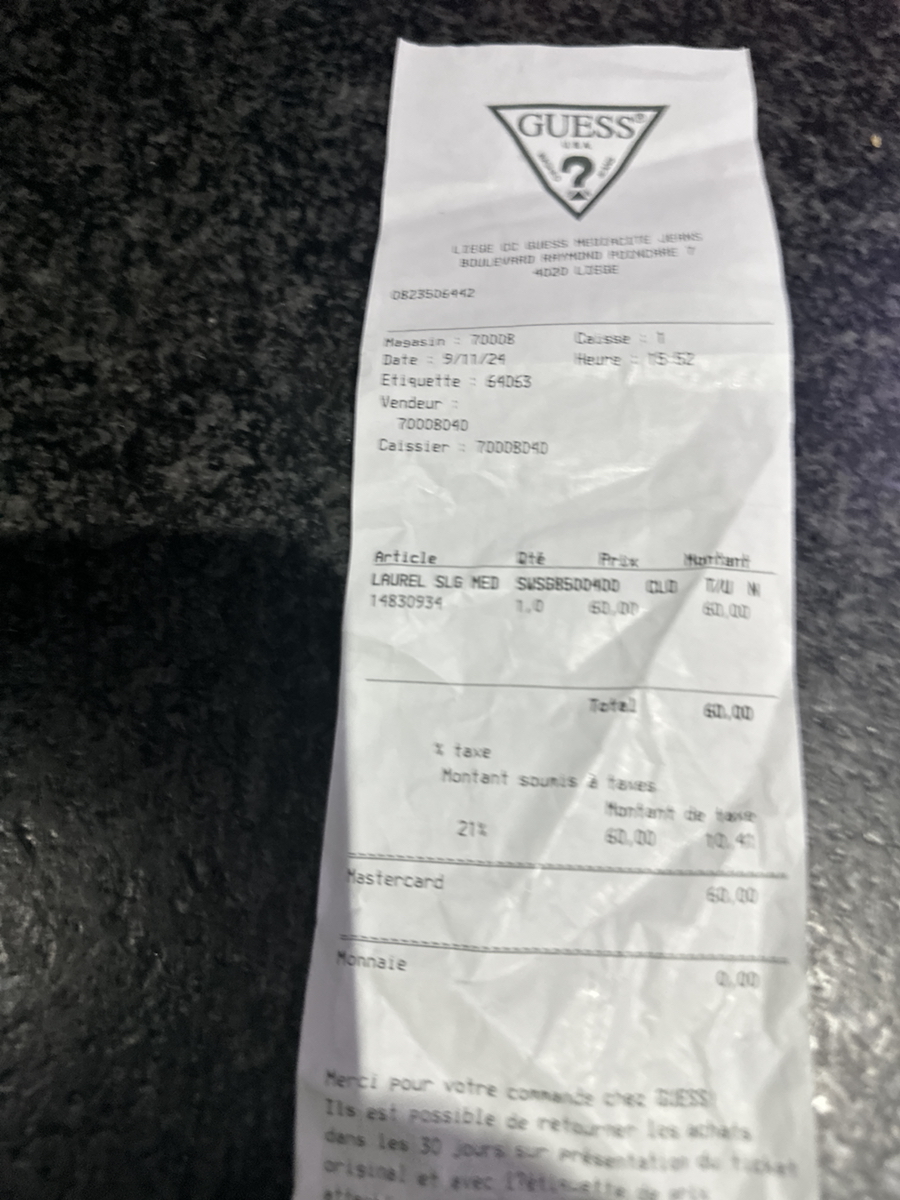 GUESS®
U.S.A.
?
LIEGE CC GUESS MEDIACITE JEANS
BOULEVARD RAYMOND POINCARE 7
4020 LIEGE
0823506442
Magasin : 7000B Caisse : 1
Date : 9/11/24 Heure : 15:52
Etiquette : 64063
Vendeur :
7000B040
Caissier : 7000B040
Article Qté Prix Montant
LAUREL SLG MED SWSG8500400 CLO T/U
14830934 1,0 60,00 60,00
Total 60,00
% taxe
Montant soumis à taxes
Montant de taxe
21% 60,00 10,41
Mastercard 60,00
Monnaie 0,00
Merci pour votre commande chez GUESS!
Ils est possible de retourner les achats
dans les 30 jours sur présentation du ticket
original et avec l'étiquette de prix